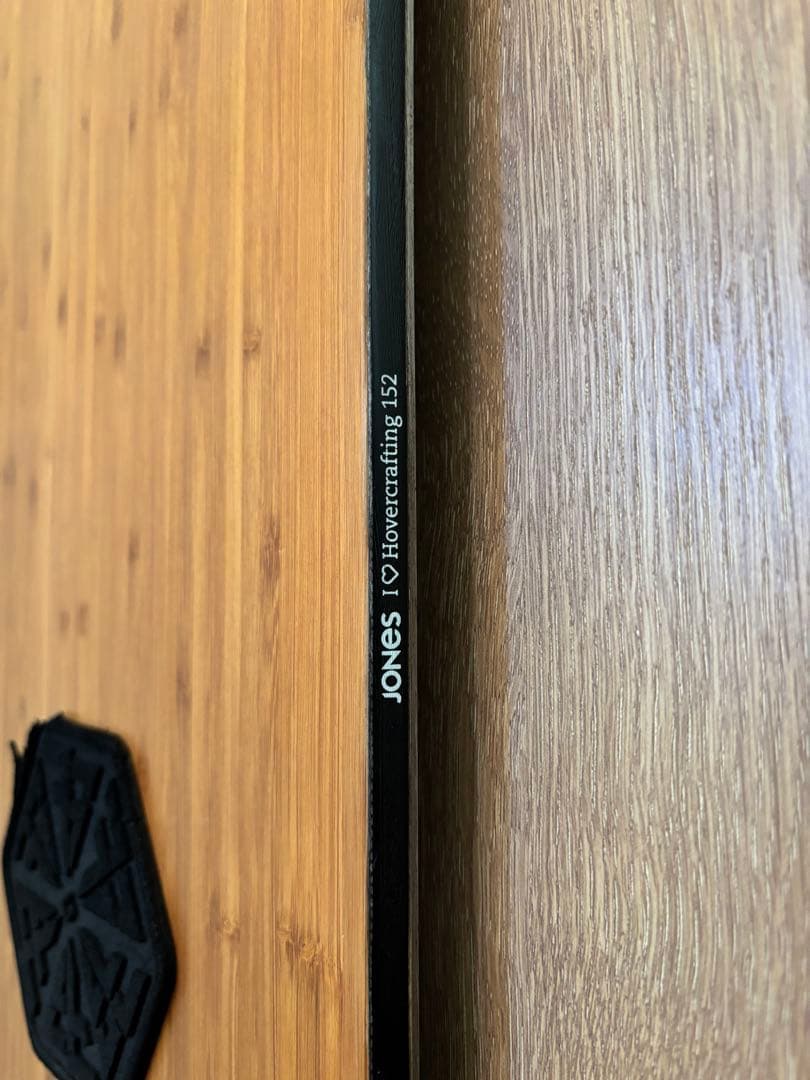 JONES I ♡ Hovercrafting 152